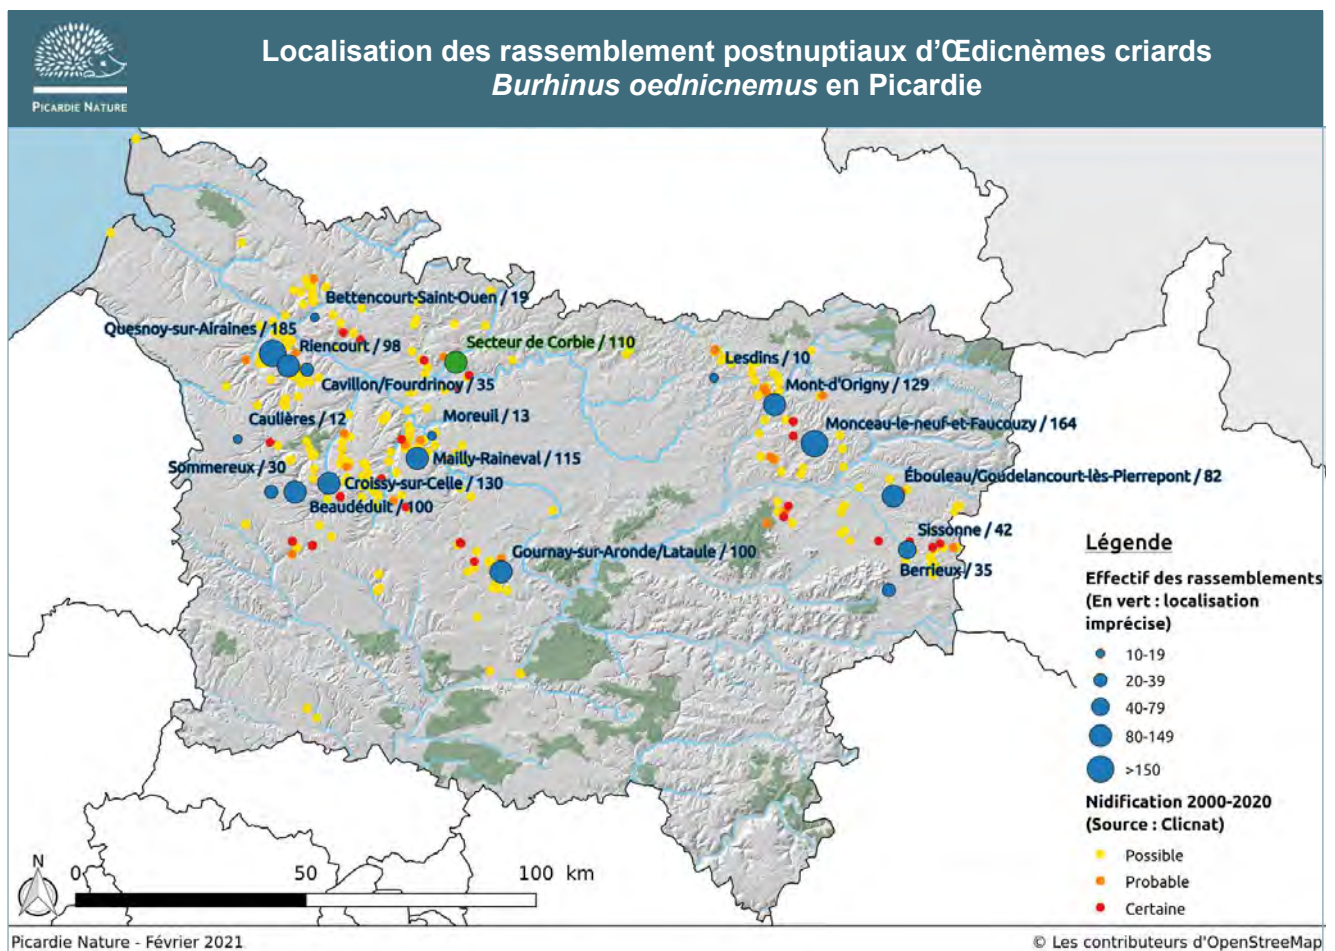 PICARDIE NATURE
Localisation des rassemblement postnuptiaux d'Œdicnèmes criards
Burhinus oednicnemus en Picardie
Bettencourt-Saint-Ouen / 19
Quesnoy-sur-Airaines / 185
Riencourt / 98
Secteur de Corbie / 110
Cavillon/Fourdrinoy / 35
Lesdins / 10
Mont-d'Origny / 129
Caulières / 12
Moreuil / 13
Monceau-le-neuf-et-Faucouzy / 164
Mailly-Raineval / 115
Sommereux / 30
Croissy-sur-Celle / 130
Ébouleau/Goudelancourt-lès-Pierrepont / 82
Beaudéduit / 100
Sissonne / 42
Gournay-sur-Aronde/Lataule / 100
Berrieux / 35
Légende
Effectif des rassemblements
(En vert : localisation
imprécise)
10-19
20-39
40-79
80-149
>150
Nidification 2000-2020
(Source : Clicnat)
Possible
Probable
Certaine
N
0 50 100 km
Picardie Nature - Février 2021
© Les contributeurs d'OpenStreeMap